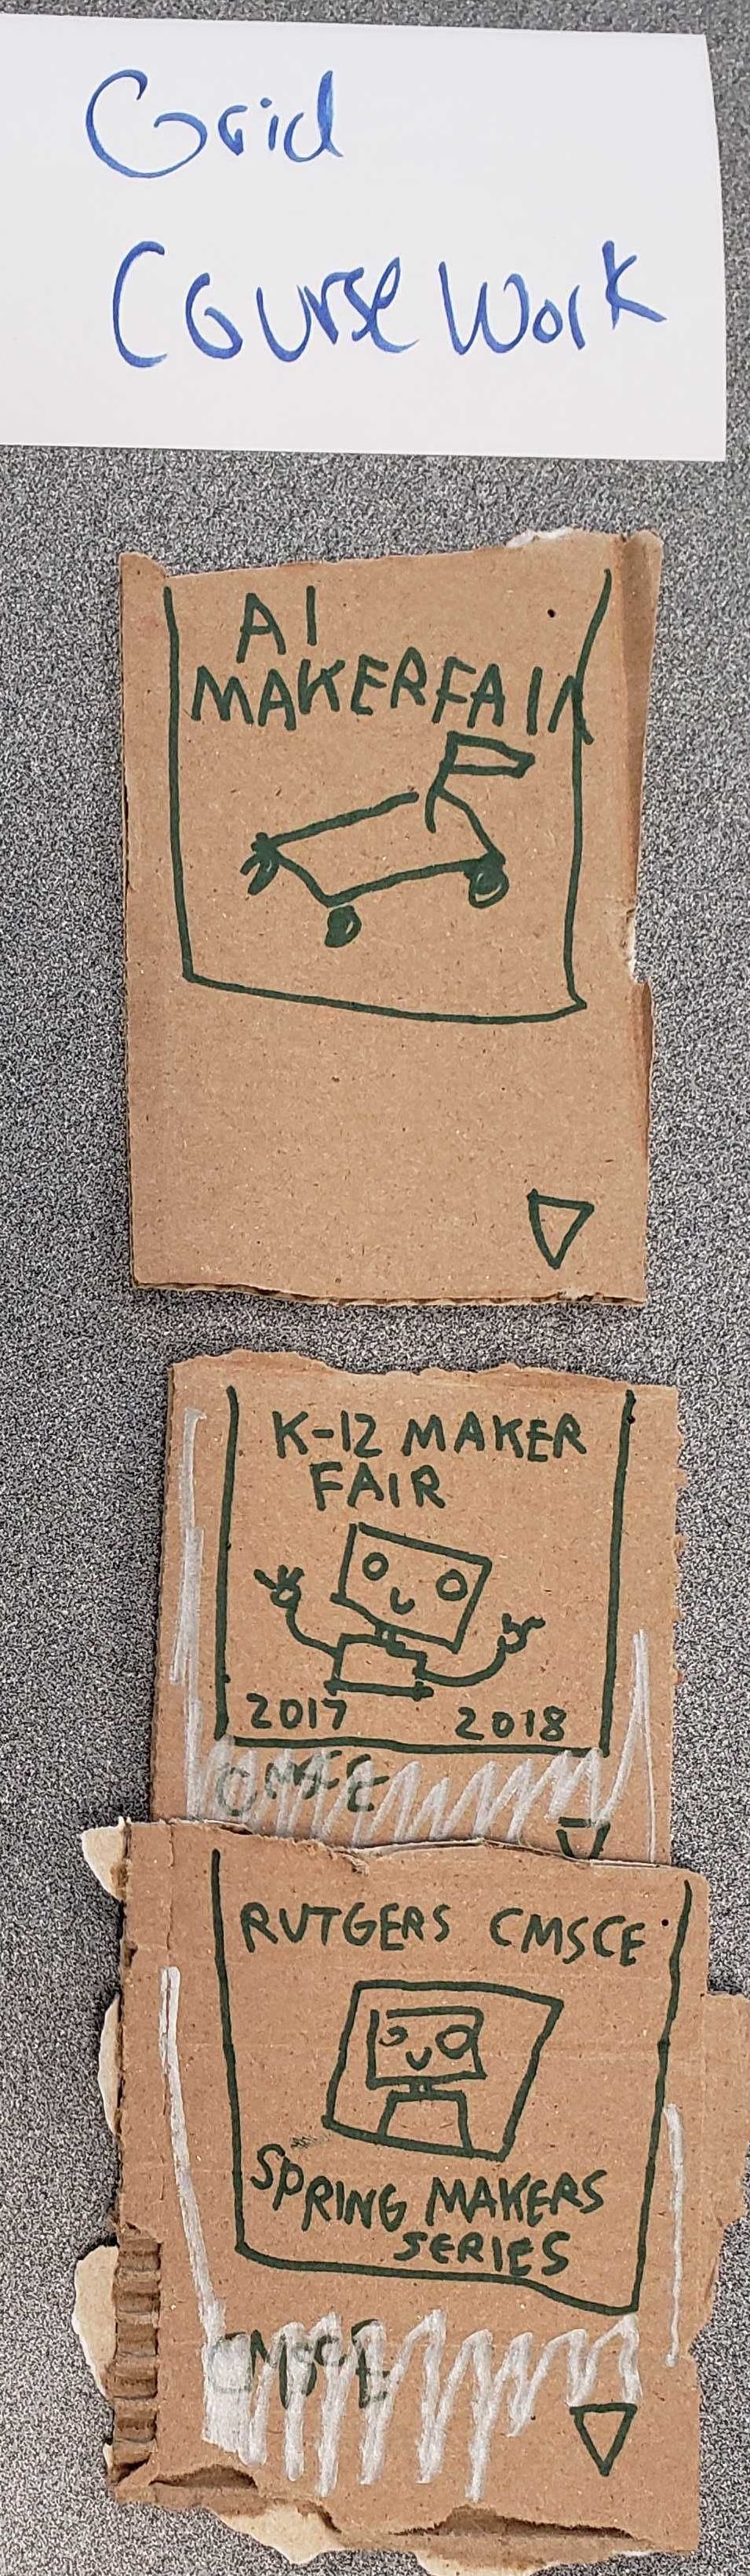 Grid
Course Work
AI
MAKERFAIR
K-12 MAKER
FAIR
2017 2018
CMSCE
RUTGERS CMSCE
SPRING MAKERS
SERIES
CMSCE